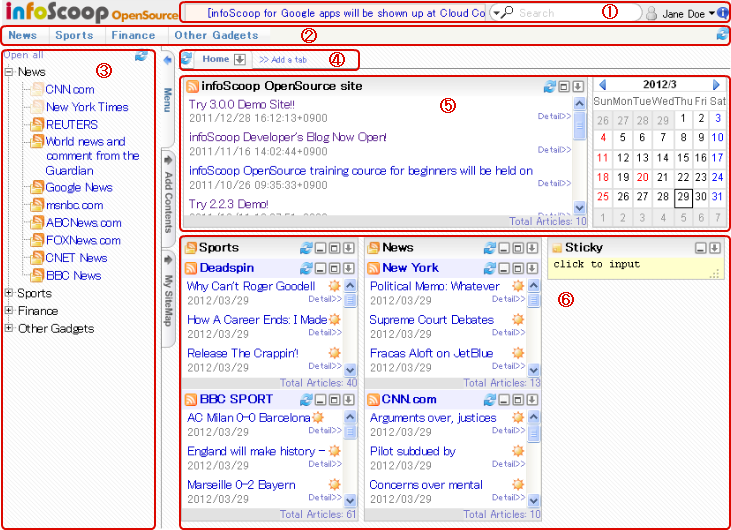 infoScoop OpenSource
[infoScoop for Google apps will be shown up at Cloud Co
Search
①
Jane Doe
News Sports Finance Other Gadgets
②
Open all
③
News
CNN.com
New York Times
REUTERS
World news and
comment from the
Guardian
Google News
msnbc.com
ABCNews.com
FOXNews.com
CNET News
BBC News
Sports
Finance
Other Gadgets
Menu
Add Contents
My SiteMap
Home
>> Add a tab
④
infoScoop OpenSource site
⑤
Try 3.0.0 Demo Site!!
2011/12/28 16:12:13+0900 Detail>>
infoScoop Developer's Blog Now Open!
2011/11/16 14:02:44+0900 Detail>>
infoScoop OpenSource training cource for beginners will be held on
2011/10/26 09:35:33+0900 Detail>>
Try 2.2.3 Demo!
Total Articles: 10
2012/3
Sun Mon Tue Wed Thu Fri Sat
26 27 28 29 1 2 3
4 5 6 7 8 9 10
11 12 13 14 15 16 17
18 19 20 21 22 23 24
25 26 27 28 29 30 31
1 2 3 4 5 6 7
Sports
Deadspin
Why Can't Roger Goodell
2012/03/29 Detail>>
How A Career Ends: I Made
2012/03/29 Detail>>
Release The Crappin'!
2012/03/29 Detail>>
Total Articles: 40
BBC SPORT
AC Milan 0-0 Barcelona
2012/03/29 Detail>>
England will make history -
2012/03/29 Detail>>
Marseille 0-2 Bayern
2012/03/29 Detail>>
Total Articles: 61
News
New York
Political Memo: Whatever
2012/03/29 Detail>>
Supreme Court Debates
2012/03/29 Detail>>
Fracas Aloft on JetBlue
2012/03/29 Detail>>
Total Articles: 13
CNN.com
Arguments over, justices
2012/03/29 Detail>>
Pilot subdued by
2012/03/29 Detail>>
Concerns over mental
2012/03/29 Detail>>
Total Articles: 10
Sticky
click to input
⑥